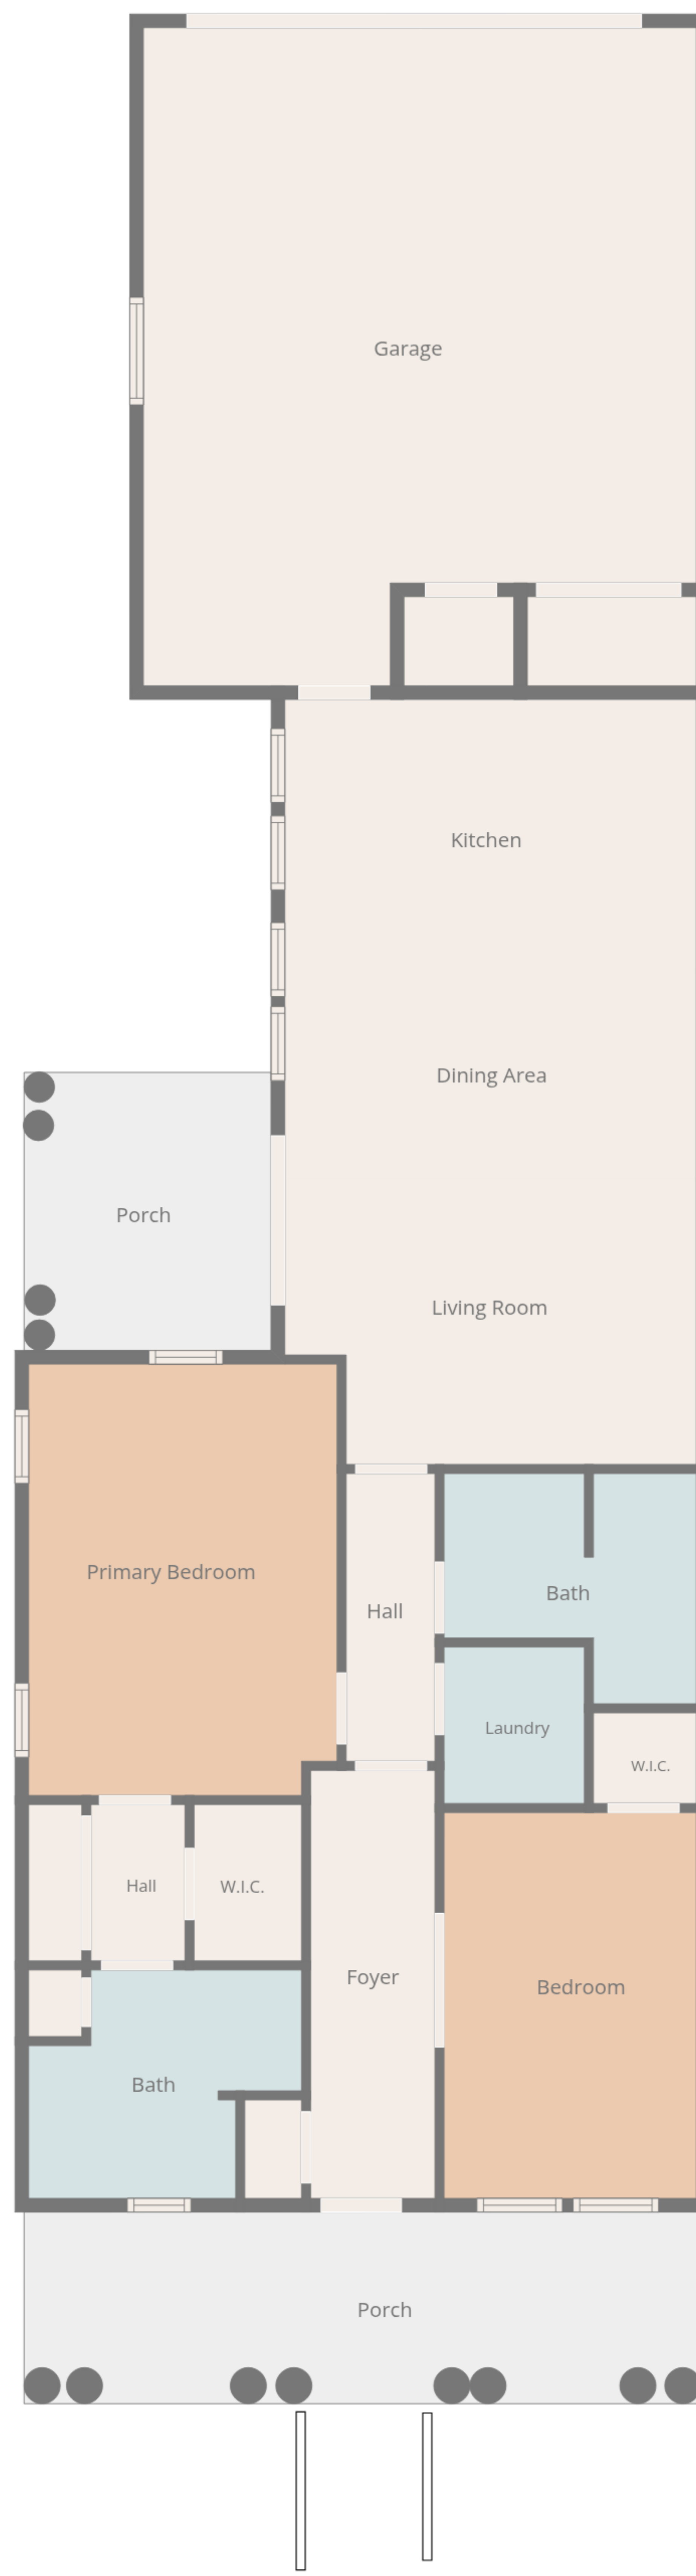 Garage
Kitchen
Dining Area
Porch
Living Room
Primary Bedroom
Hall
Bath
Laundry
W.I.C.
Hall
W.I.C.
Foyer
Bedroom
Bath
Porch